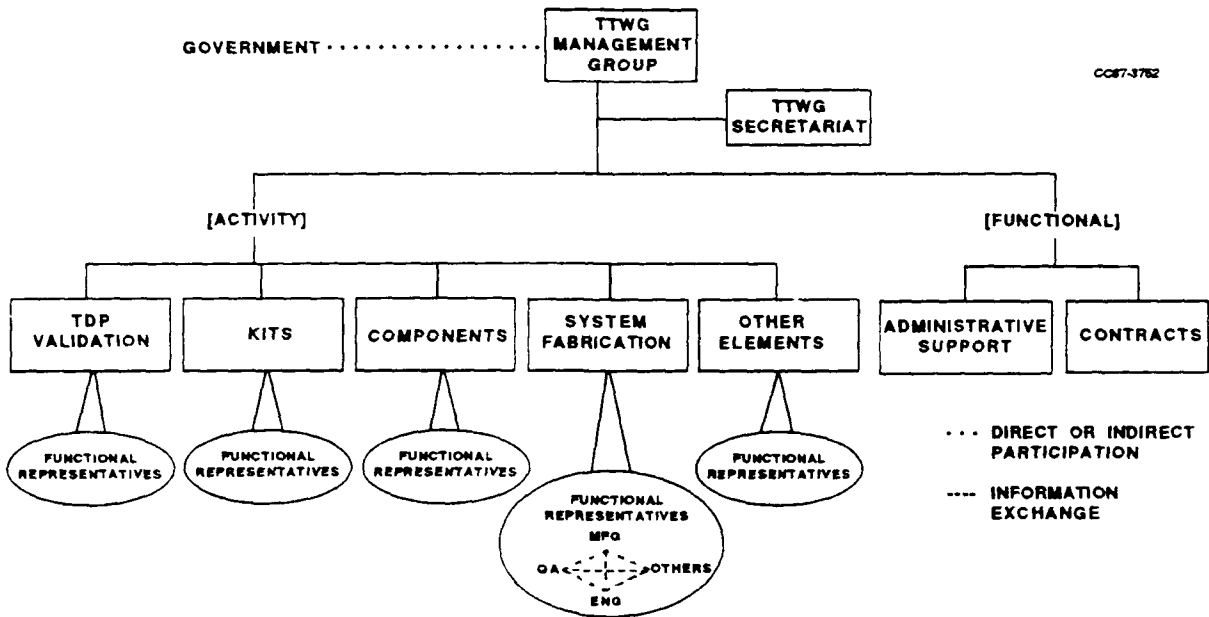 TTWG
MANAGEMENT
GROUP
GOVERNMENT
CC87-3752
TTWG
SECRETARIAT
[ACTIVITY]
[FUNCTIONAL]
TDP
VALIDATION
KITS
COMPONENTS
SYSTEM
FABRICATION
OTHER
ELEMENTS
ADMINISTRATIVE
SUPPORT
CONTRACTS
FUNCTIONAL
REPRESENTATIVES
FUNCTIONAL
REPRESENTATIVES
FUNCTIONAL
REPRESENTATIVES
FUNCTIONAL
REPRESENTATIVES
MFG
QA
OTHERS
ENG
FUNCTIONAL
REPRESENTATIVES
DIRECT OR INDIRECT
PARTICIPATION
INFORMATION
EXCHANGE